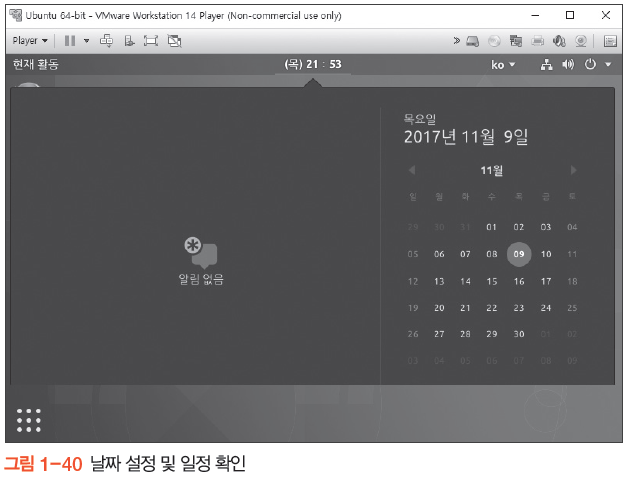 Ubuntu 64-bit - VMware Workstation 14 Player (Non-commercial use only)
Player
현재 활동 (목) 21 : 53 ko
목요일
2017년 11월 9일
11월
일 월 화 수 목 금 토
29 30 31 01 02 03 04
05 06 07 08 09 10 11
12 13 14 15 16 17 18
19 20 21 22 23 24 25
26 27 28 29 30 01 02
03 04 05 06 07 08 09
알림 없음
그림 1-40 날짜 설정 및 일정 확인